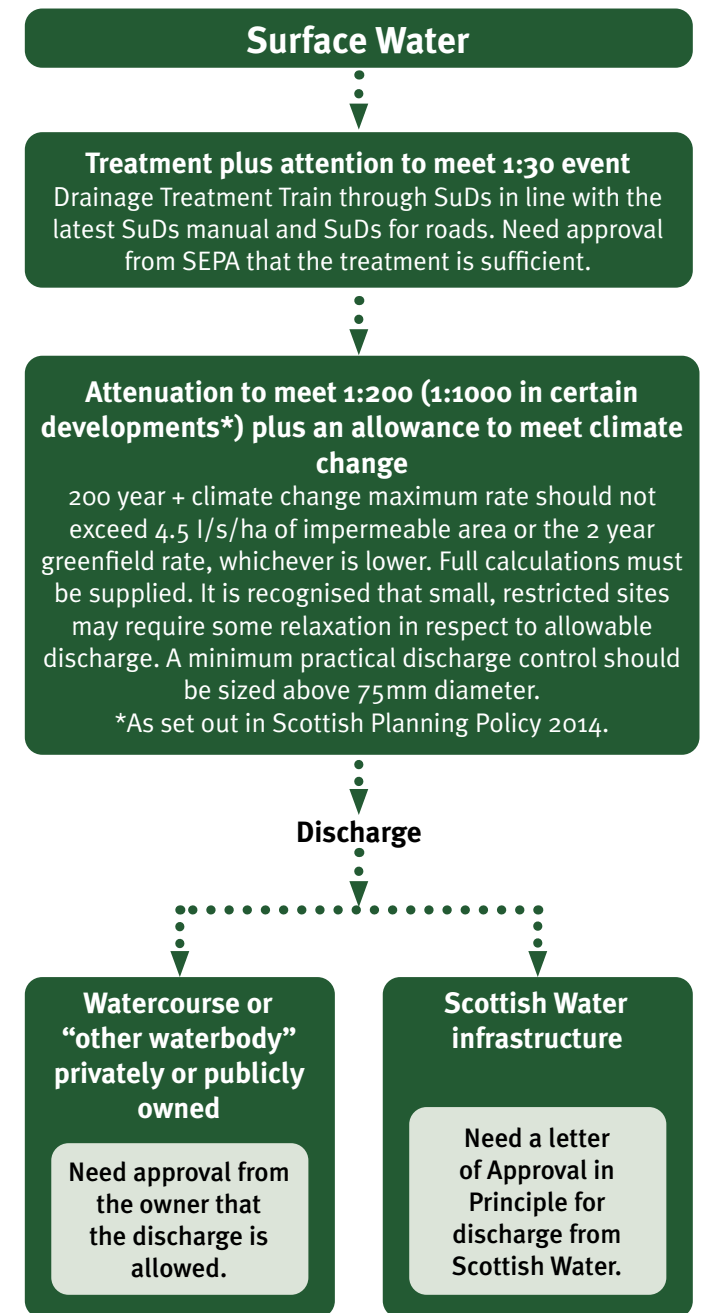 Surface Water
Treatment plus attention to meet 1:30 event
Drainage Treatment Train through SuDs in line with the
latest SuDs manual and SuDs for roads. Need approval
from SEPA that the treatment is sufficient.
Attenuation to meet 1:200 (1:1000 in certain
developments*) plus an allowance to meet climate
change
200 year + climate change maximum rate should not
exceed 4.5 I/s/ha of impermeable area or the 2 year
greenfield rate, whichever is lower. Full calculations must
be supplied. It is recognised that small, restricted sites
may require some relaxation in respect to allowable
discharge. A minimum practical discharge control should
be sized above 75mm diameter.
*As set out in Scottish Planning Policy 2014.
Discharge
Watercourse or
“other waterbody”
privately or publicly
owned
Need approval from
the owner that
the discharge is
allowed.
Scottish Water
infrastructure
Need a letter
of Approval in
Principle for
discharge from
Scottish Water.